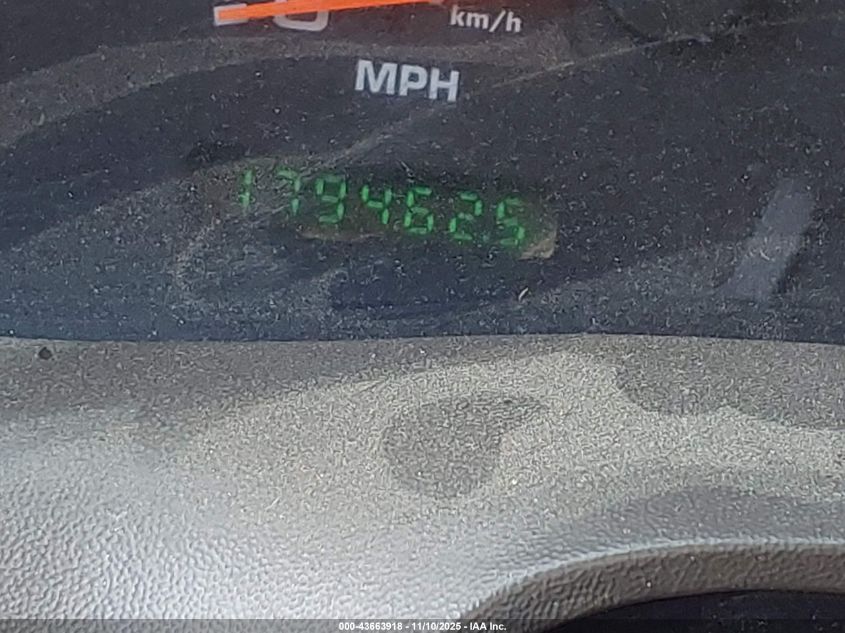 km/h
MPH
179462.5
000-43663918 - 11/10/2025 - IAA Inc.